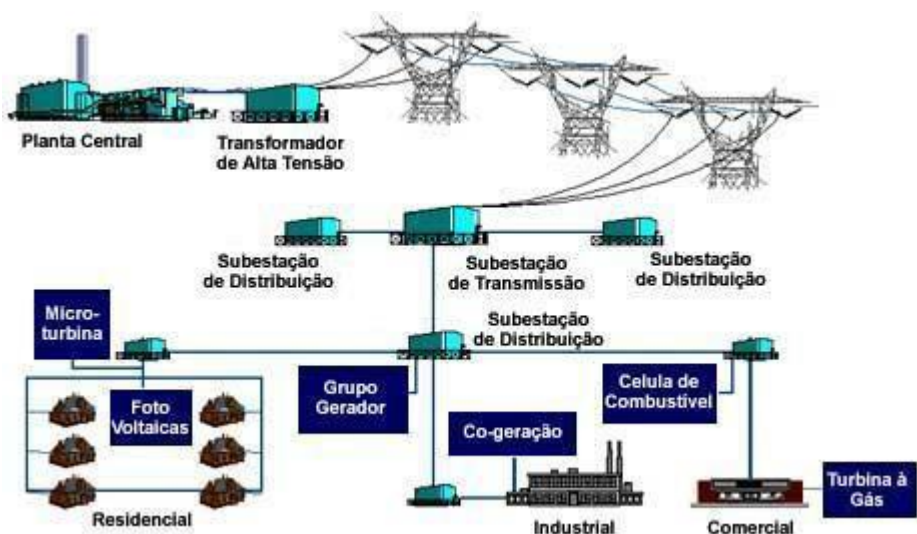 Planta Central
Transformador
de Alta Tensão
Subestação
de Distribuição
Subestação
de Transmissão
Subestação
de Distribuição
Micro-
turbina
Subestação
de Distribuição
Foto
Voltaicas
Grupo
Gerador
Celula de
Combustível
Co-geração
Turbina à
Gás
Residencial
Industrial
Comercial